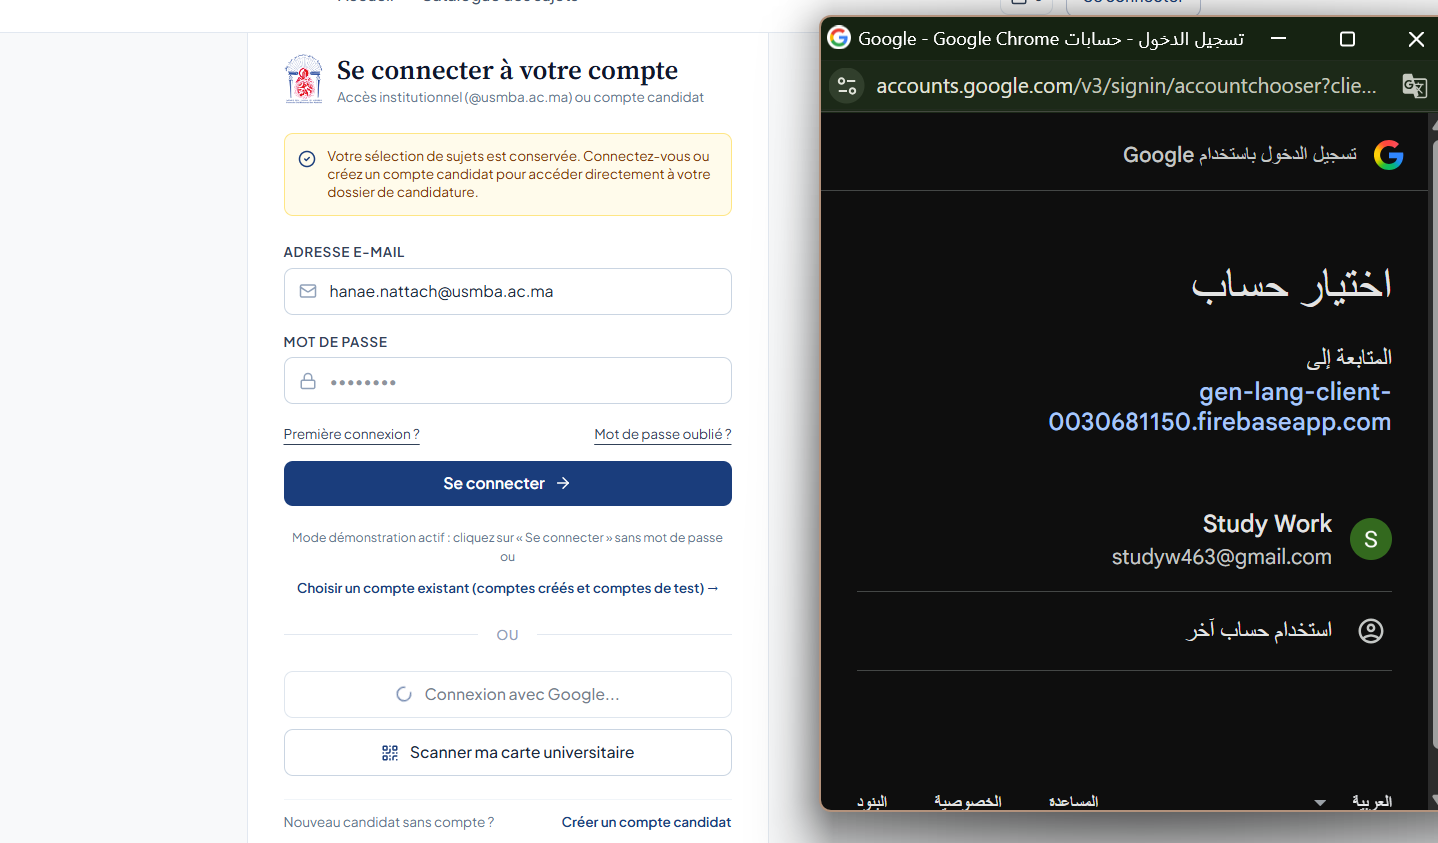 Se connecter à votre compte
Accès institutionnel (@usmba.ac.ma) ou compte candidat
Votre sélection de sujets est conservée. Connectez-vous ou
créez un compte candidat pour accéder directement à votre
dossier de candidature.
ADRESSE E-MAIL
hanae.nattach@usmba.ac.ma
MOT DE PASSE
••••••••
Première connexion ?
Mot de passe oublié ?
Se connecter →
Mode démonstration actif : cliquez sur « Se connecter » sans mot de passe
ou
Choisir un compte existant (comptes créés et comptes de test) →
OU
Connexion avec Google...
Scanner ma carte universitaire
Nouveau candidat sans compte ?
Créer un compte candidat
تسجيل الدخول - حسابات Google - Google Chrome
accounts.google.com/v3/signin/accountchooser?clie...
تسجيل الدخول باستخدام Google
اختيار حساب
المتابعة إلى
gen-lang-client-
0030681150.firebaseapp.com
Study Work
S
studyw463@gmail.com
استخدام حساب آخر
العربية
المساعدة
الخصوصية
البنود